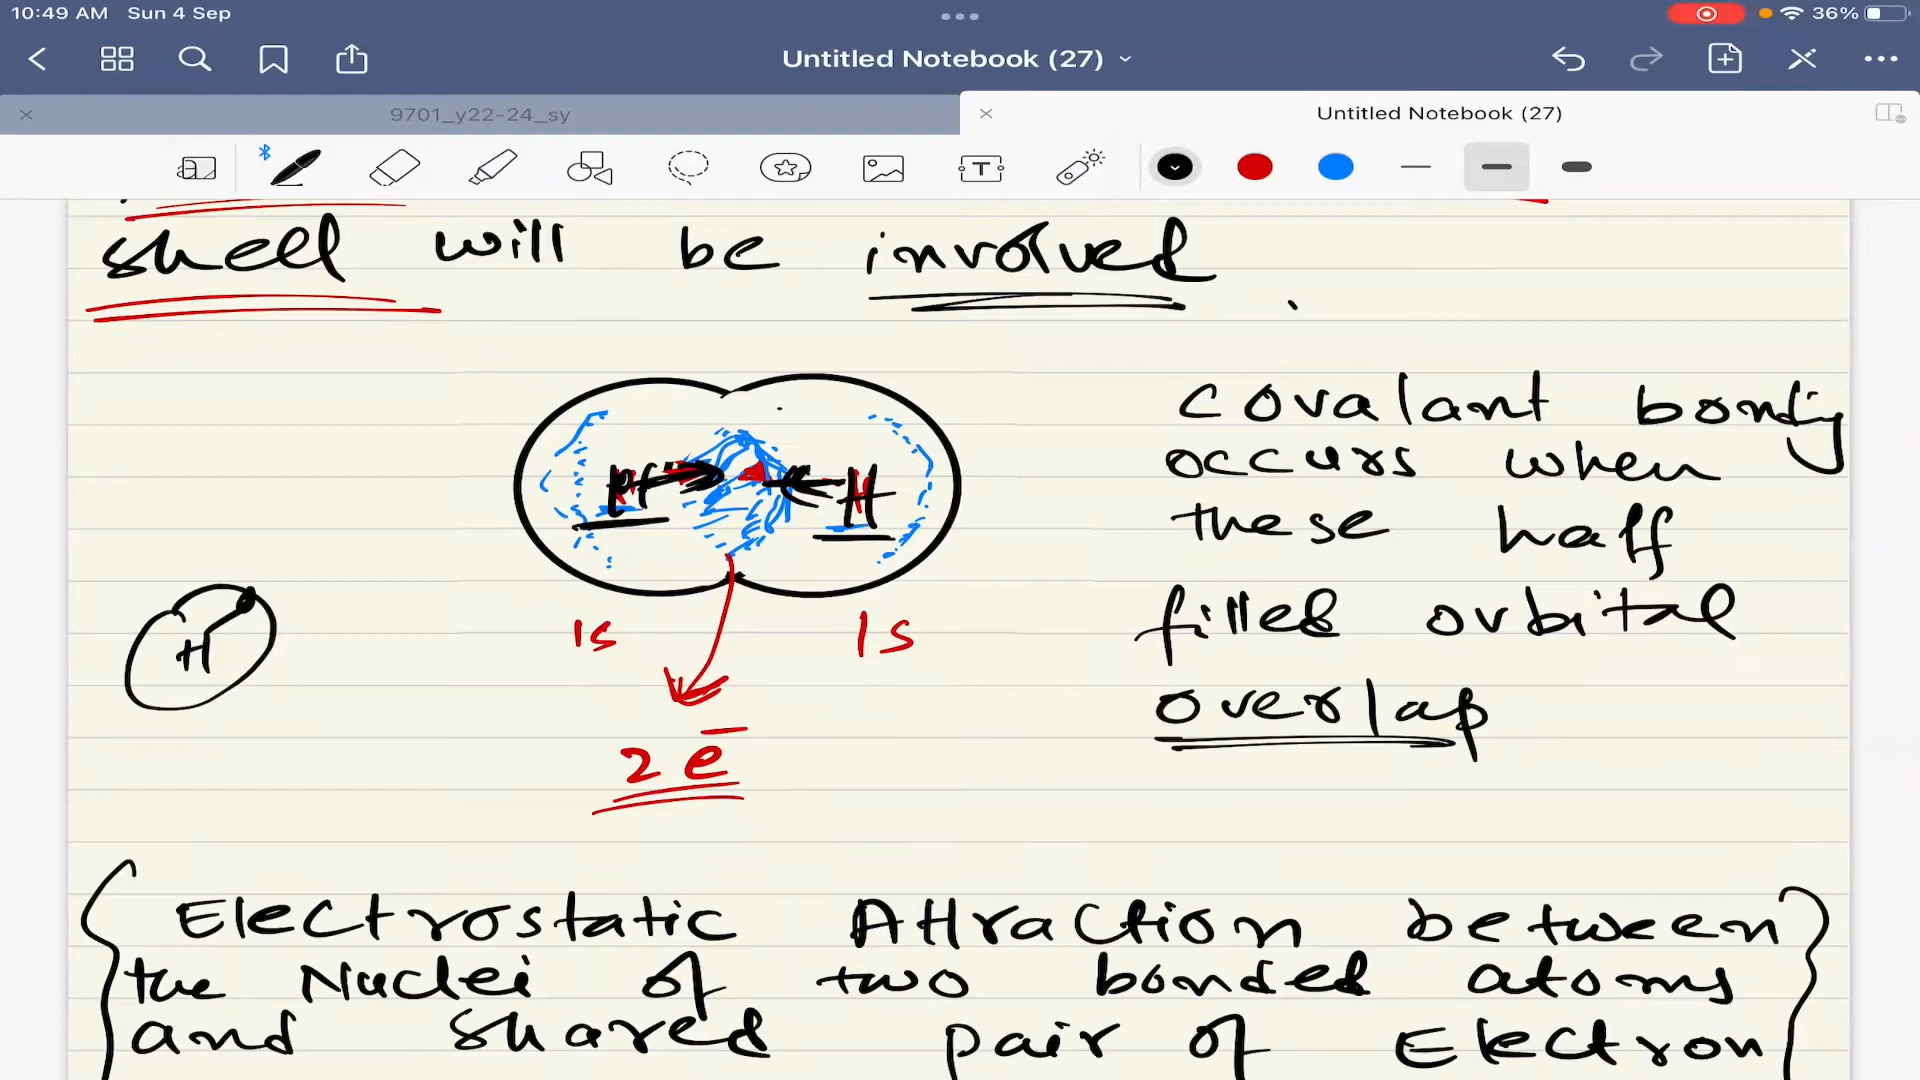 10:49 AM Sun 4 Sep
36%
Untitled Notebook (27)
9701_y22-24_sy
Untitled Notebook (27)
shell will be involved.
covalant bonding
occurs when
these half
filled orbital
overlap
H H
H
1s 1s
2 e̅
Electrostatic Attraction between
the Nuclei of two bonded atoms
and shared pair of Electron